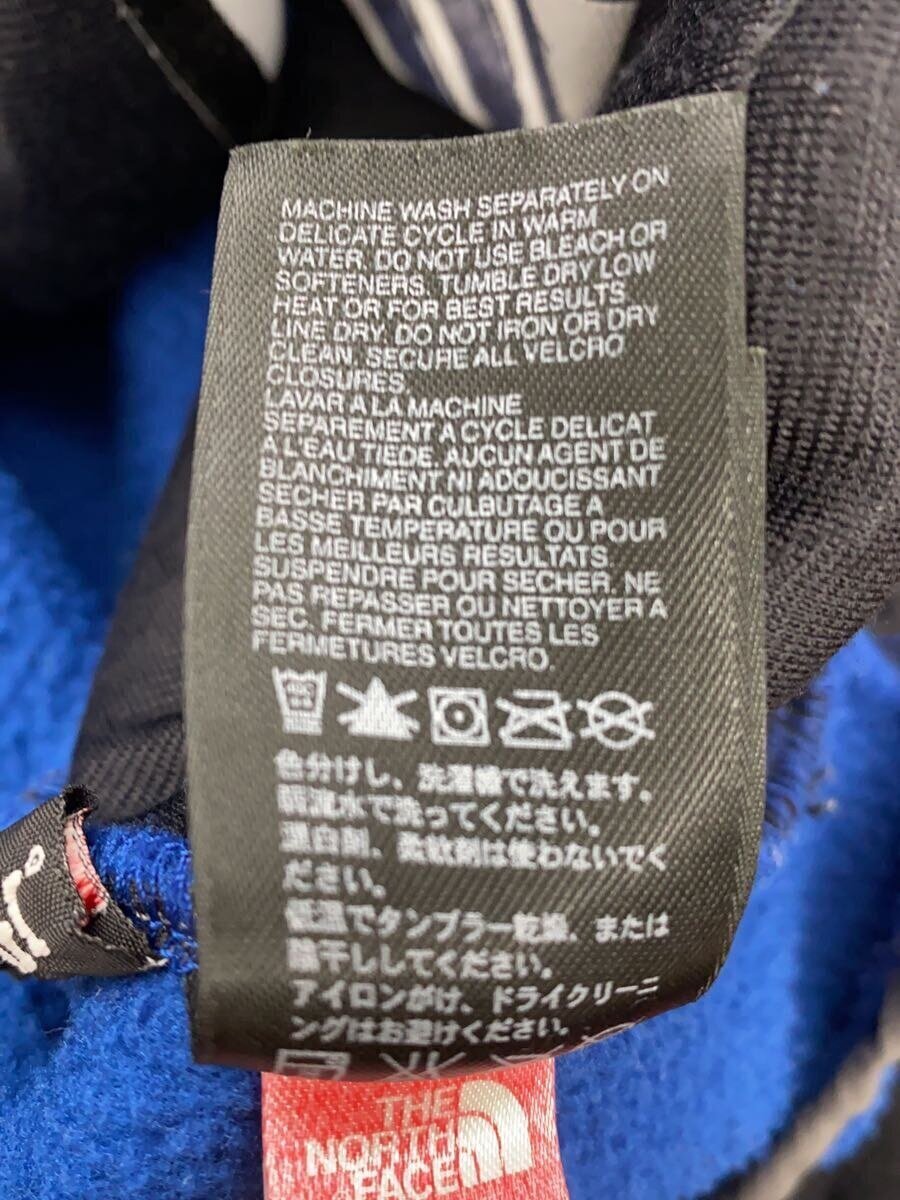 MACHINE WASH SEPARATELY ON
DELICATE CYCLE IN WARM
WATER. DO NOT USE BLEACH OR
SOFTENERS. TUMBLE DRY LOW
HEAT OR FOR BEST RESULTS
LINE DRY. DO NOT IRON OR DRY
CLEAN. SECURE ALL VELCRO
CLOSURES.
LAVAR A LA MACHINE
SEPAREMENT A CYCLE DELICAT
A L'EAU TIEDE. AUCUN AGENT DE
BLANCHIMENT NI ADOUCISSANT
SECHER PAR CULBUTAGE A
BASSE TEMPERATURE OU POUR
LES MEILLEURS RESULTATS.
SUSPENDRE POUR SECHER. NE
PAS REPASSER OU NETTOYER A
SEC. FERMER TOUTES LES
FERMETURES VELCRO.
色分けし、洗濯機で洗えます。
弱流水で洗ってください。
漂白剤、柔軟剤は使わないでく
ださい。
低温でタンブラー乾燥、または
陰干ししてください。
アイロンがけ、ドライクリーニ
ングはお避けください。
THE
NORTH
FACE